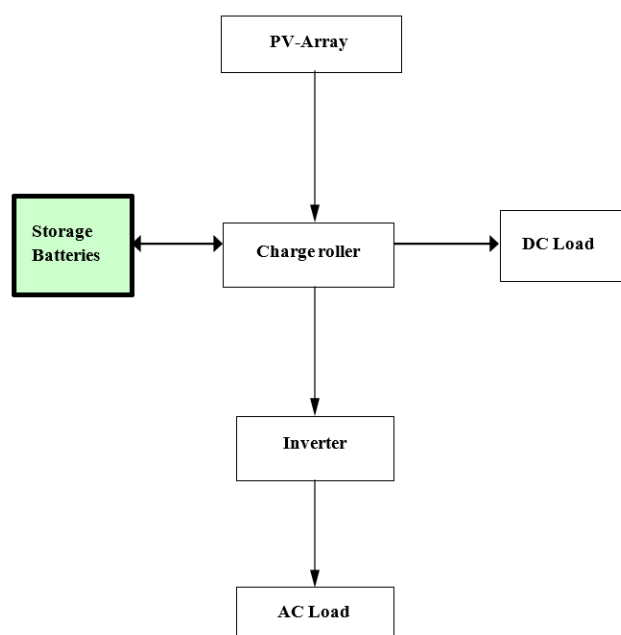 PV-Array
Storage
Batteries
Charge roller
DC Load
Inverter
AC Load